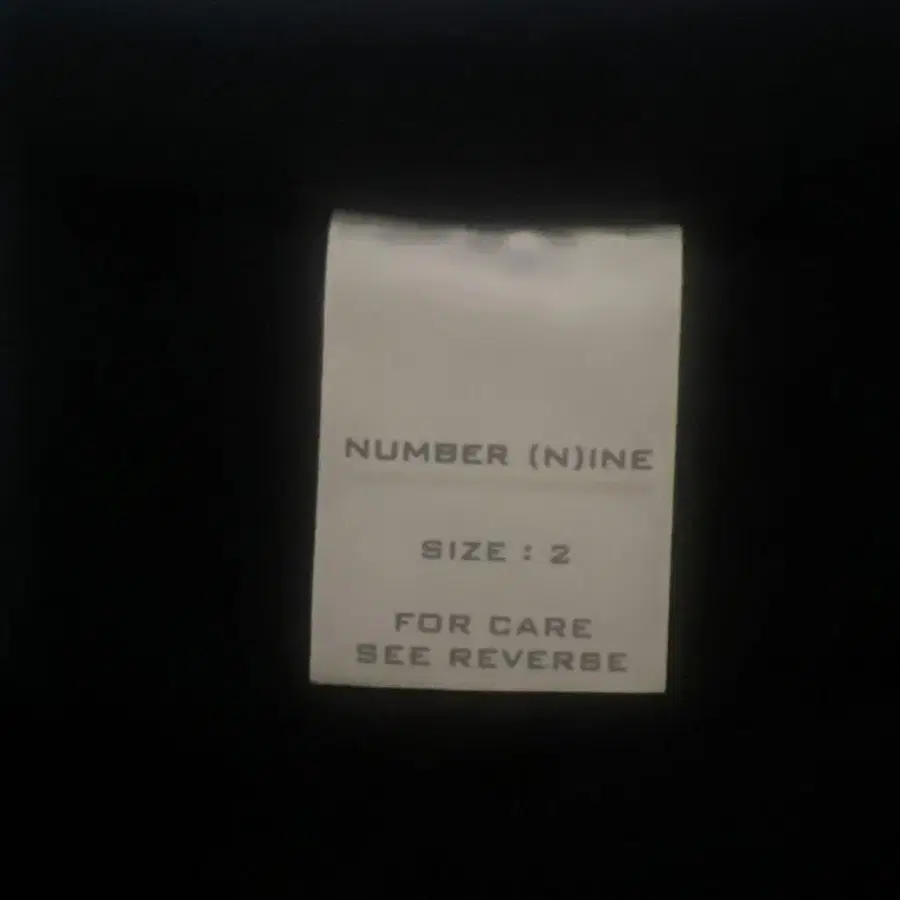 NUMBER (N)INE
SIZE : 2
FOR CARE
SEE REVERSE